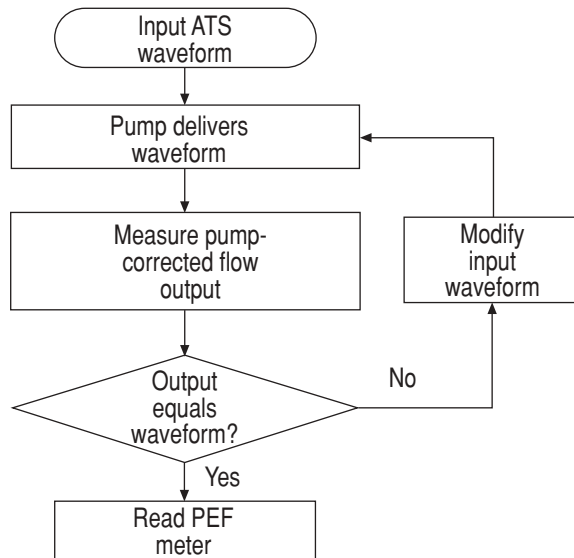 Input ATS
waveform
Pump delivers
waveform
Measure pump-
corrected flow
output
Modify
input
waveform
Output
equals
waveform?
No
Yes
Read PEF
meter